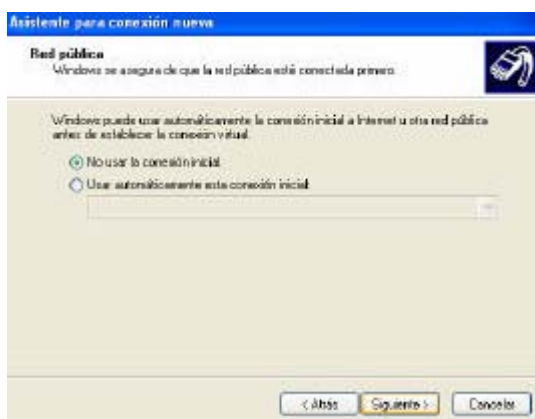 Asistente para conexión nueva
Red pública
Windows se asegura de que la red pública esté conectada primero.
Windows puede usar automáticamente la conexión inicial a Internet u otra red pública
antes de establecer la conexión virtual.
No usar la conexión inicial
Usar automáticamente esta conexión inicial:
< Atrás
Siguiente >
Cancelar